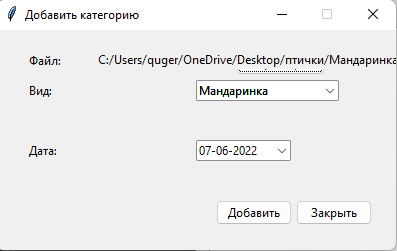 Добавить категорию
Файл: C:/Users/quger/OneDrive/Desktop/птички/Мандаринка
Вид: Мандаринка
Дата: 07-06-2022
Добавить Закрыть